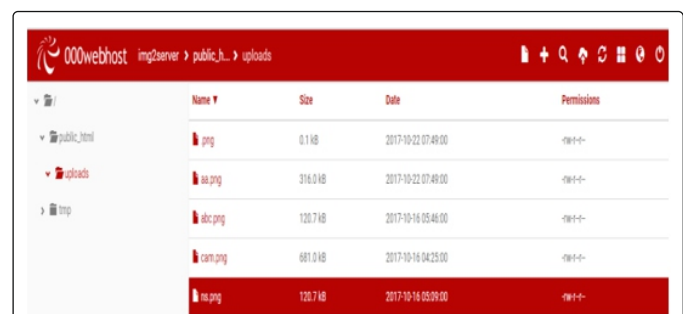 000webhost img2server > public_h... > uploads
/
public_html
uploads
tmp
Name ▼ Size Date Permissions
png 0.1 kB 2017-10-22 07:49:00 -rw-r--r--
aa.png 316.0 kB 2017-10-22 07:49:00 -rw-r--r--
abc.png 120.7 kB 2017-10-16 05:46:00 -rw-r--r--
cam.png 681.0 kB 2017-10-16 04:25:00 -rw-r--r--
ns.png 120.7 kB 2017-10-16 05:09:00 -rw-r--r--